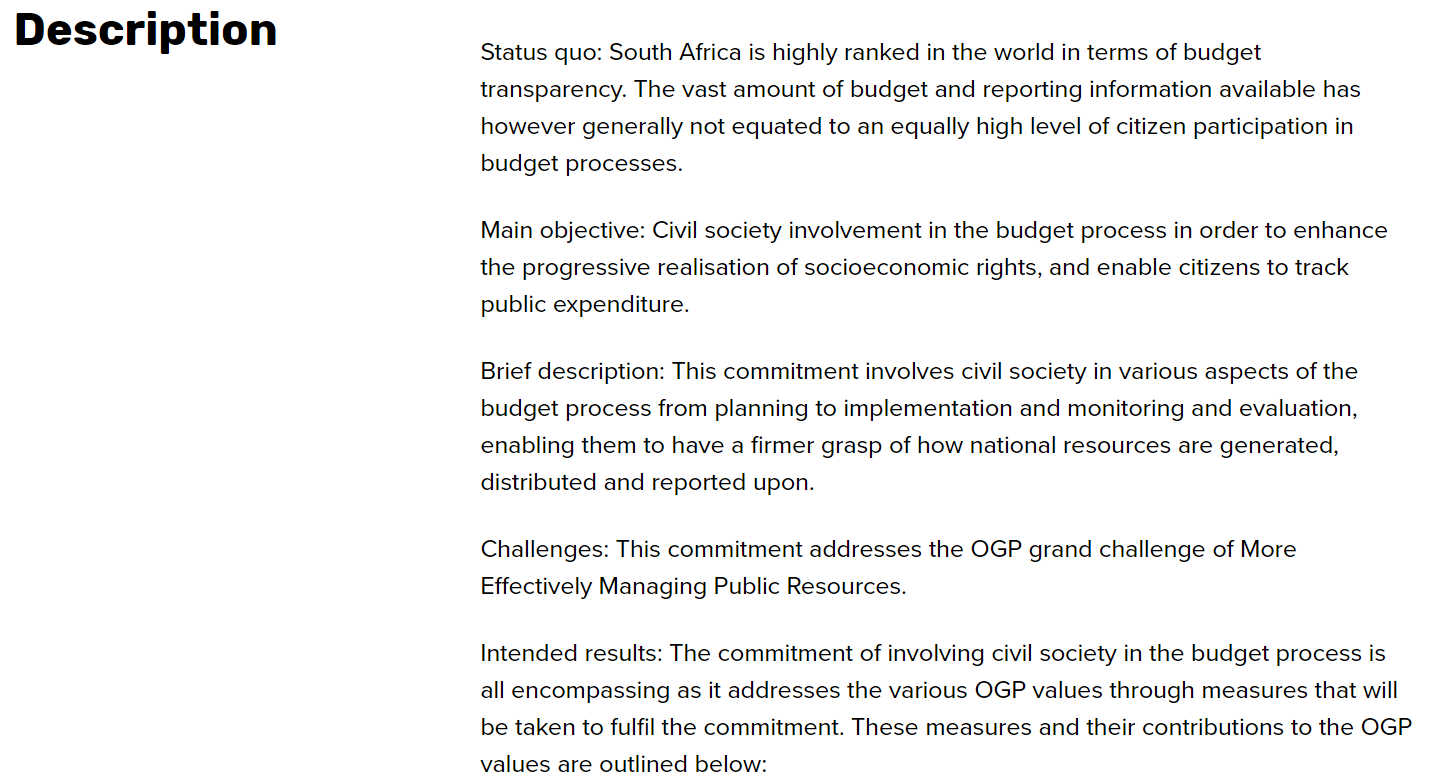 Description
Status quo: South Africa is highly ranked in the world in terms of budget
transparency. The vast amount of budget and reporting information available has
however generally not equated to an equally high level of citizen participation in
budget processes.
Main objective: Civil society involvement in the budget process in order to enhance
the progressive realisation of socioeconomic rights, and enable citizens to track
public expenditure.
Brief description: This commitment involves civil society in various aspects of the
budget process from planning to implementation and monitoring and evaluation,
enabling them to have a firmer grasp of how national resources are generated,
distributed and reported upon.
Challenges: This commitment addresses the OGP grand challenge of More
Effectively Managing Public Resources.
Intended results: The commitment of involving civil society in the budget process is
all encompassing as it addresses the various OGP values through measures that will
be taken to fulfil the commitment. These measures and their contributions to the OGP
values are outlined below: